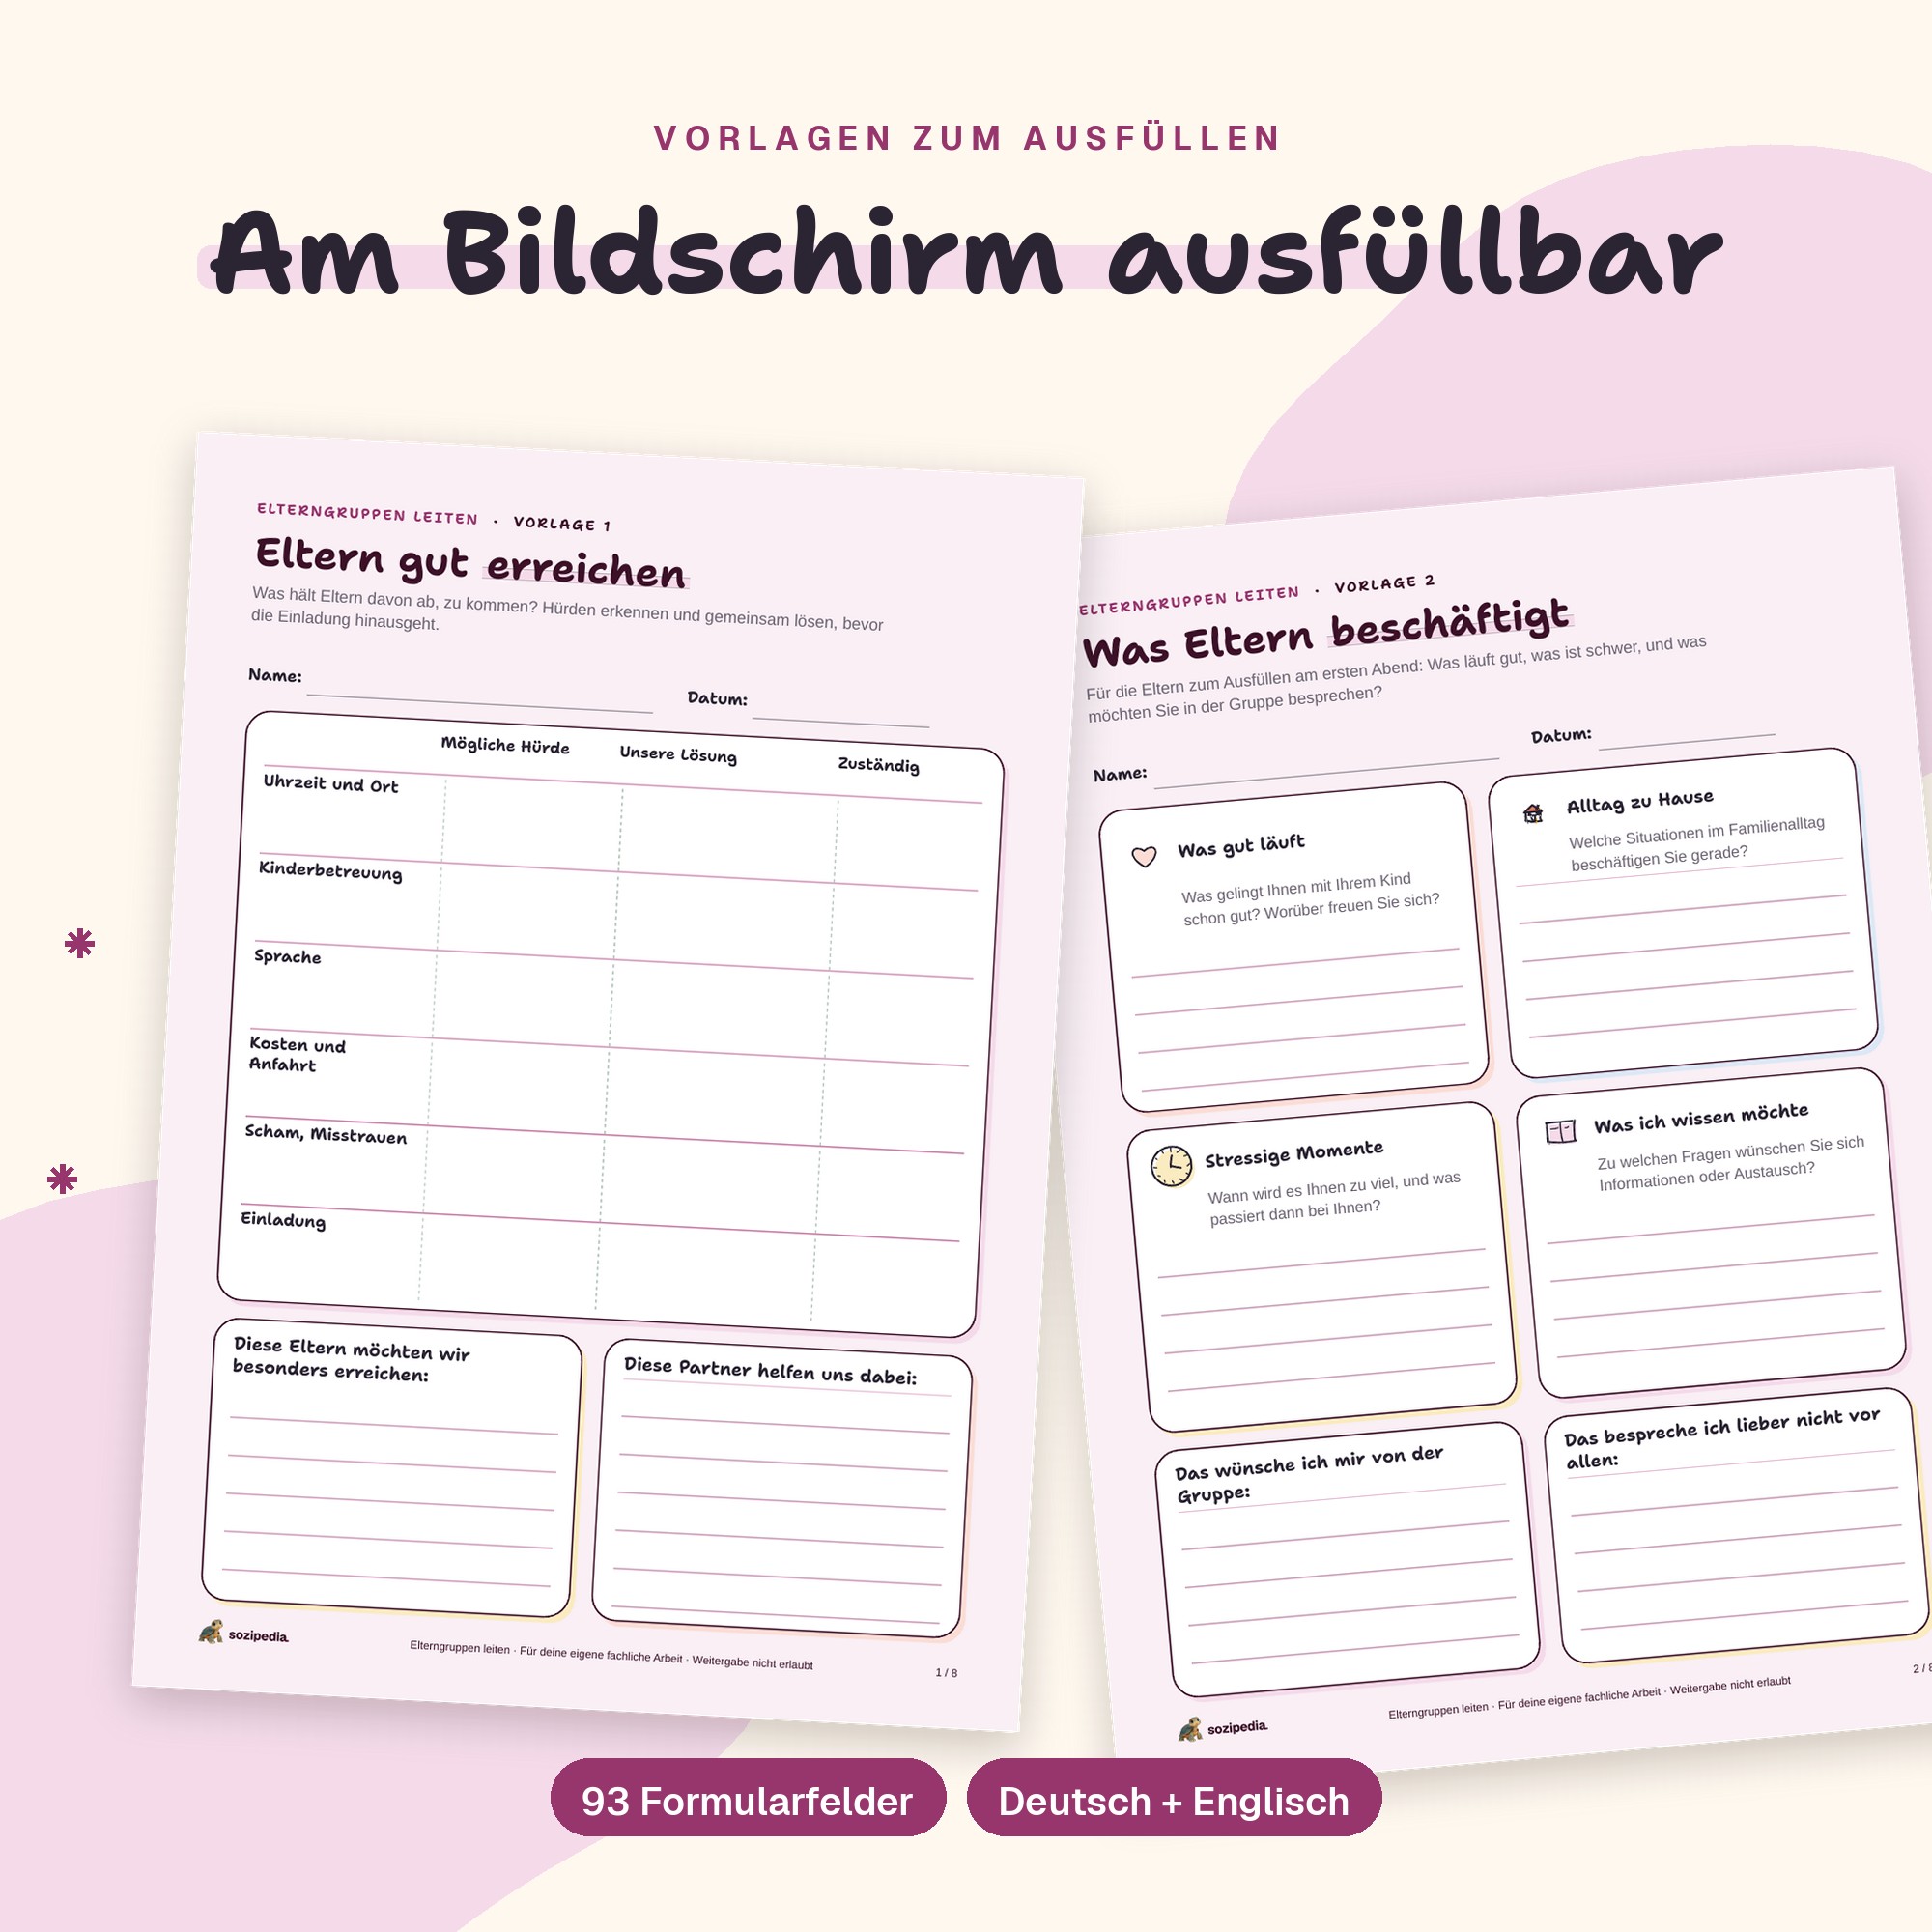 VORLAGEN ZUM AUSFÜLLEN
Am Bildschirm ausfüllbar
ELTERNGRUPPEN LEITEN · VORLAGE 1
Eltern gut erreichen
Was hält Eltern davon ab, zu kommen? Hürden erkennen und gemeinsam lösen, bevor
die Einladung hinausgeht.
Name:
Datum:
Mögliche Hürde
Unsere Lösung
Zuständig
Uhrzeit und Ort
Kinderbetreuung
Sprache
Kosten und
Anfahrt
Scham, Misstrauen
Einladung
Diese Eltern möchten wir
besonders erreichen:
Diese Partner helfen uns dabei:
sozipedia.
Elterngruppen leiten · Für deine eigene fachliche Arbeit · Weitergabe nicht erlaubt
1 / 8
ELTERNGRUPPEN LEITEN · VORLAGE 2
Was Eltern beschäftigt
Für die Eltern zum Ausfüllen am ersten Abend: Was läuft gut, was ist schwer, und was
möchten Sie in der Gruppe besprechen?
Name:
Datum:
Was gut läuft
Was gelingt Ihnen mit Ihrem Kind
schon gut? Worüber freuen Sie sich?
Alltag zu Hause
Welche Situationen im Familienalltag
beschäftigen Sie gerade?
Stressige Momente
Wann wird es Ihnen zu viel, und was
passiert dann bei Ihnen?
Was ich wissen möchte
Zu welchen Fragen wünschen Sie sich
Informationen oder Austausch?
Das wünsche ich mir von der
Gruppe:
Das bespreche ich lieber nicht vor
allen:
sozipedia.
Elterngruppen leiten · Für deine eigene fachliche Arbeit · Weitergabe nicht erlaubt
2 / 8
93 Formularfelder
Deutsch + Englisch